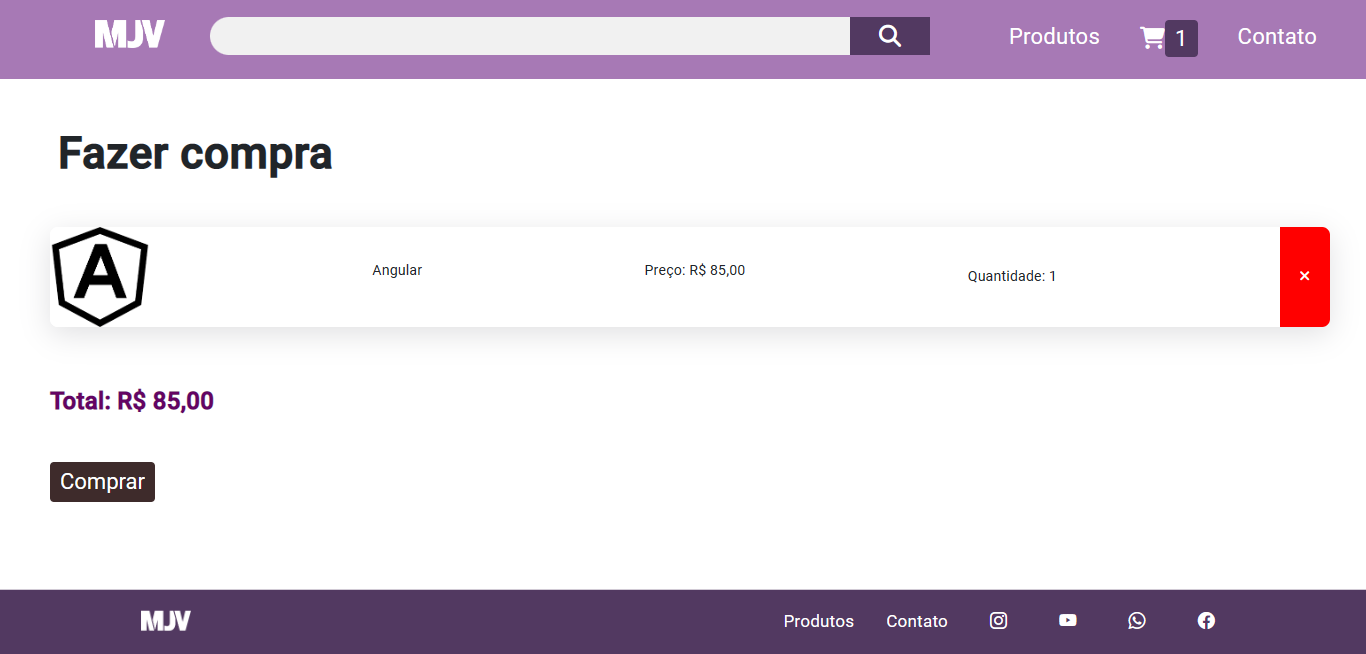 MJV
Produtos
1
Contato
Fazer compra
A
Angular
Preço: R$ 85,00
Quantidade: 1
×
Total: R$ 85,00
Comprar
MJV
Produtos
Contato